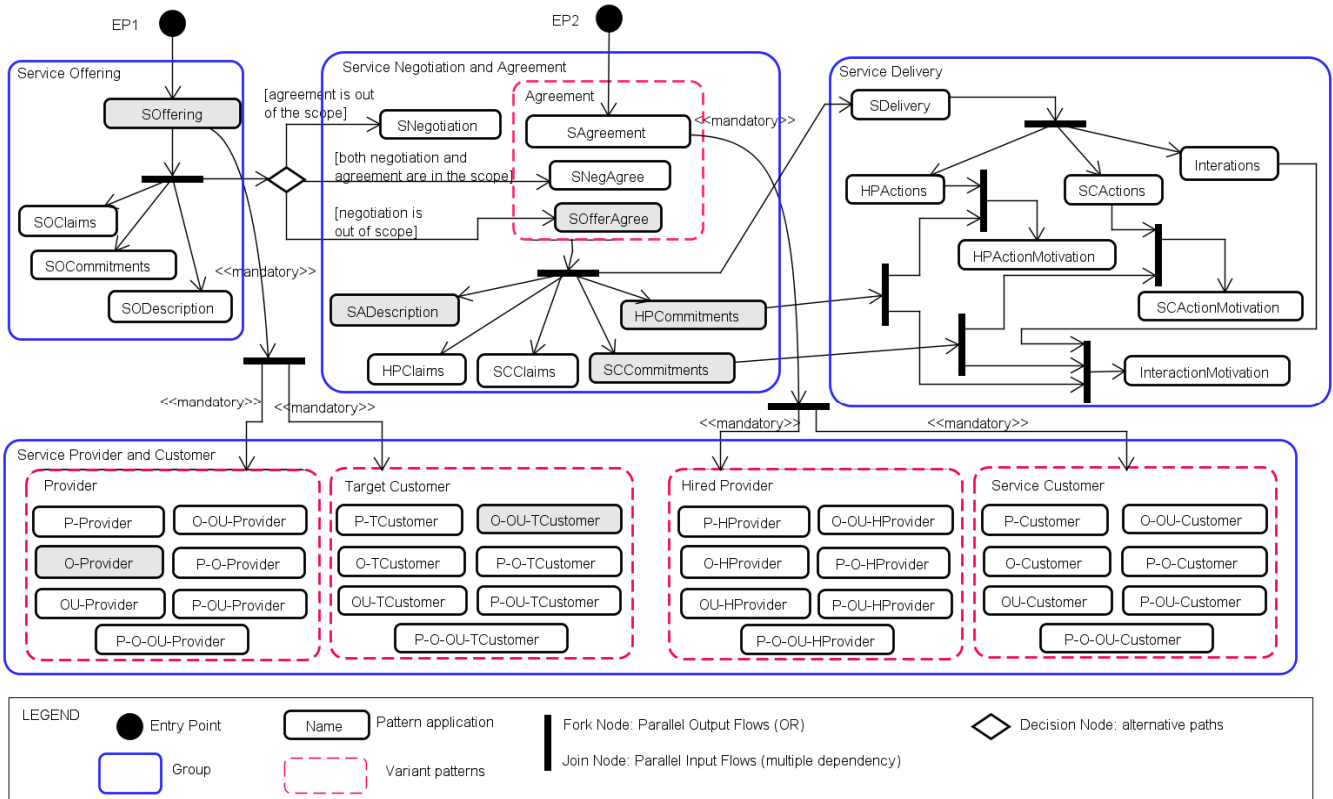 EP1
EP2
Service Offering
SOffering
SOClaims
SOCommitments
SODescription
<<mandatory>>
[agreement is out
of the scope]
[both negotiation and
agreement are in the scope]
[negotiation is
out of scope]
Service Negotiation and Agreement
SNegotiation
Agreement
SAgreement
<<mandatory>>
SNegAgree
SOfferAgree
SADescription
HPCommitments
HPClaims
SCClaims
SCCommitments
Service Delivery
SDelivery
Interations
HPActions
SCActions
HPActionMotivation
SCActionMotivation
InteractionMotivation
<<mandatory>>
<<mandatory>>
<<mandatory>>
<<mandatory>>
Service Provider and Customer
Provider
P-Provider
O-OU-Provider
O-Provider
P-O-Provider
OU-Provider
P-OU-Provider
P-O-OU-Provider
Target Customer
P-TCustomer
O-OU-TCustomer
O-TCustomer
P-O-TCustomer
OU-TCustomer
P-OU-TCustomer
P-O-OU-TCustomer
Hired Provider
P-HProvider
O-OU-HProvider
O-HProvider
P-O-HProvider
OU-HProvider
P-OU-HProvider
P-O-OU-HProvider
Service Customer
P-Customer
O-OU-Customer
O-Customer
P-O-Customer
OU-Customer
P-OU-Customer
P-O-OU-Customer
LEGEND
Entry Point
Name
Pattern application
Fork Node: Parallel Output Flows (OR)
Decision Node: alternative paths
Group
Variant patterns
Join Node: Parallel Input Flows (multiple dependency)